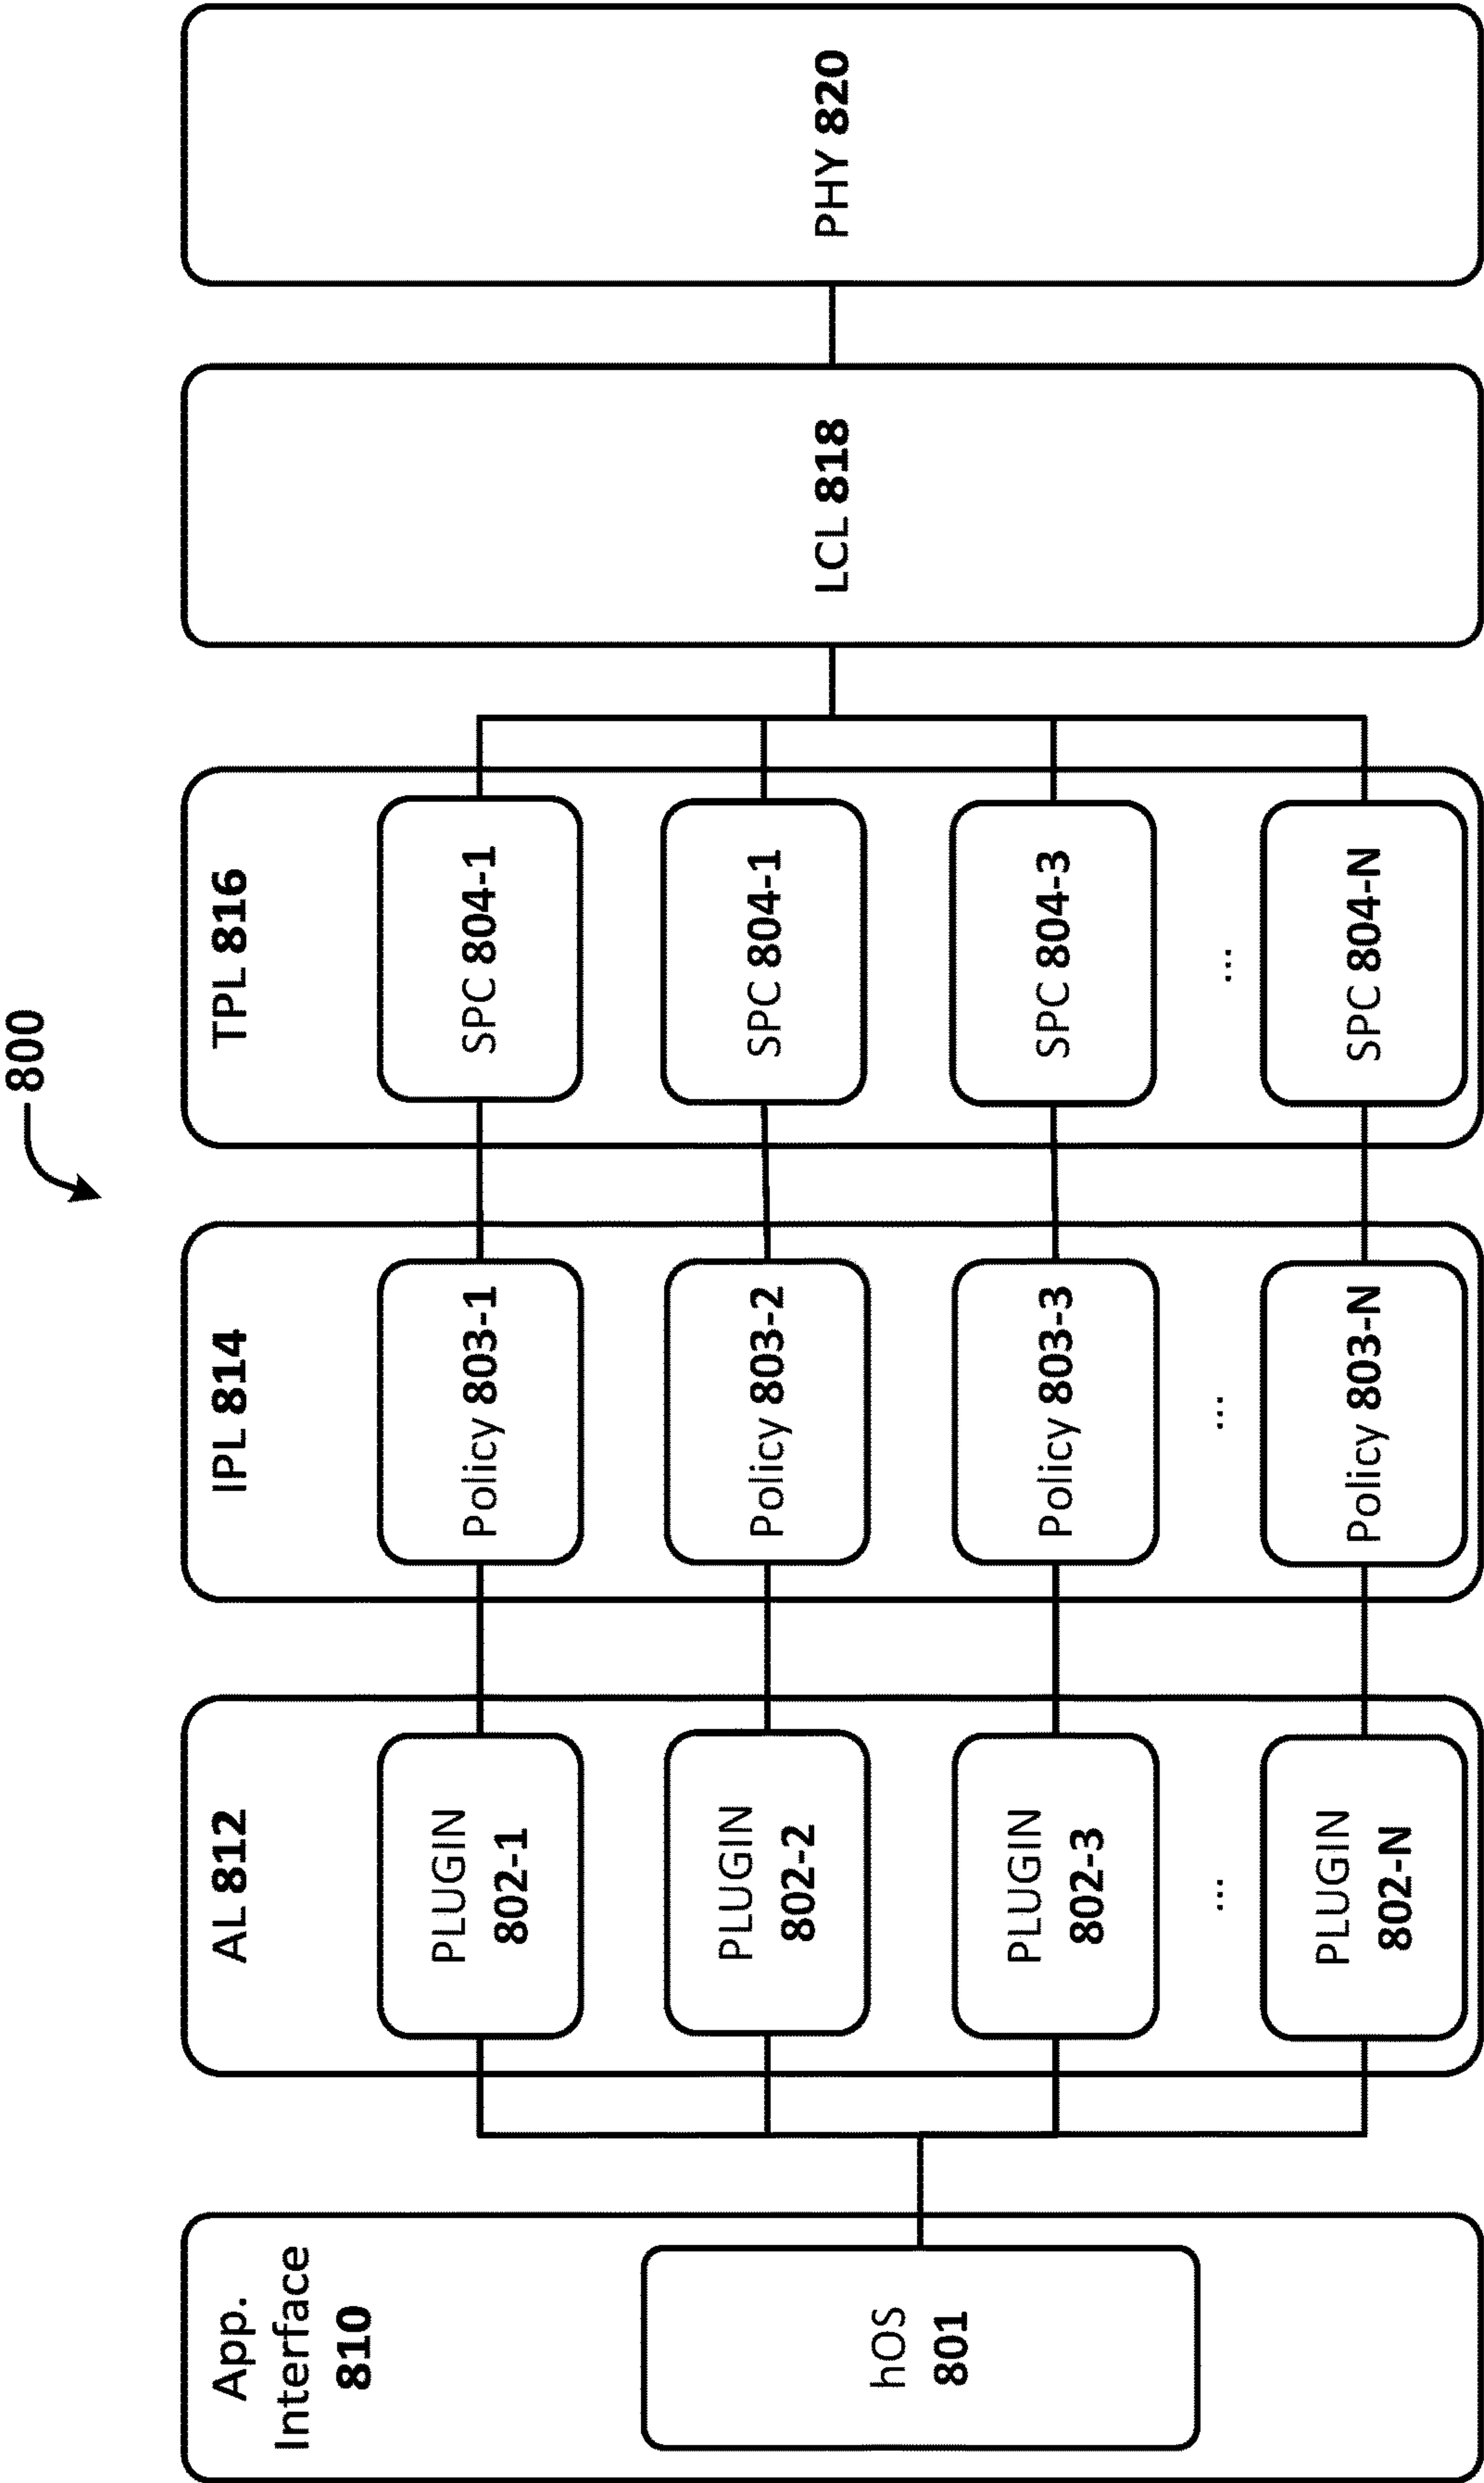 800
App.
Interface
810
hOS
801
AL 812
PLUGIN
802-1
PLUGIN
802-2
PLUGIN
802-3
...
PLUGIN
802-N
IPL 814
Policy 803-1
Policy 803-2
Policy 803-3
...
Policy 803-N
TPL 816
SPC 804-1
SPC 804-1
SPC 804-3
...
SPC 804-N
LCL 818
PHY 820